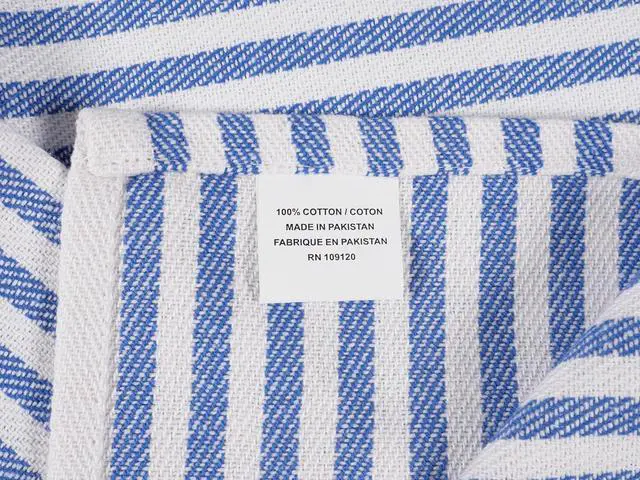 100% COTTON / COTON
MADE IN PAKISTAN
FABRIQUE EN PAKISTAN
RN 109120